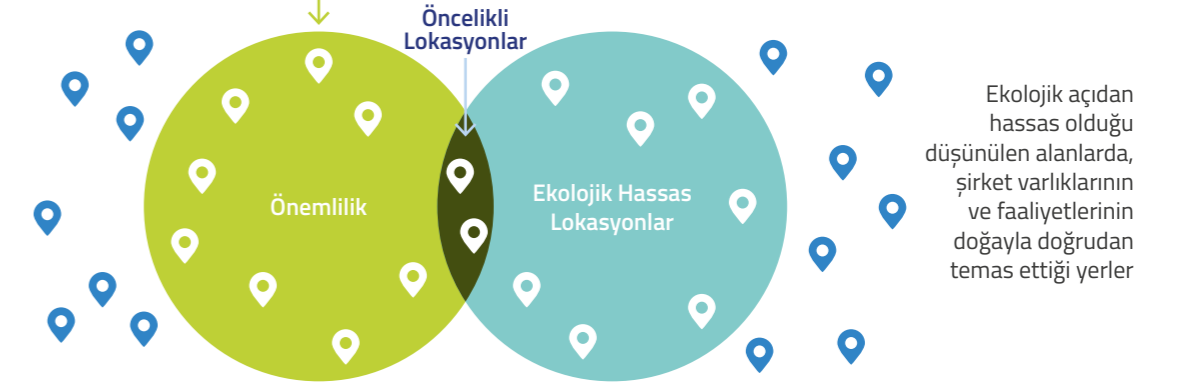 Öncelikli
Lokasyonlar
Önemlilik
Ekolojik Hassas
Lokasyonlar
Ekolojik açıdan
hassas olduğu
düşünülen alanlarda,
şirket varlıklarının
ve faaliyetlerinin
doğayla doğrudan
temas ettiği yerler